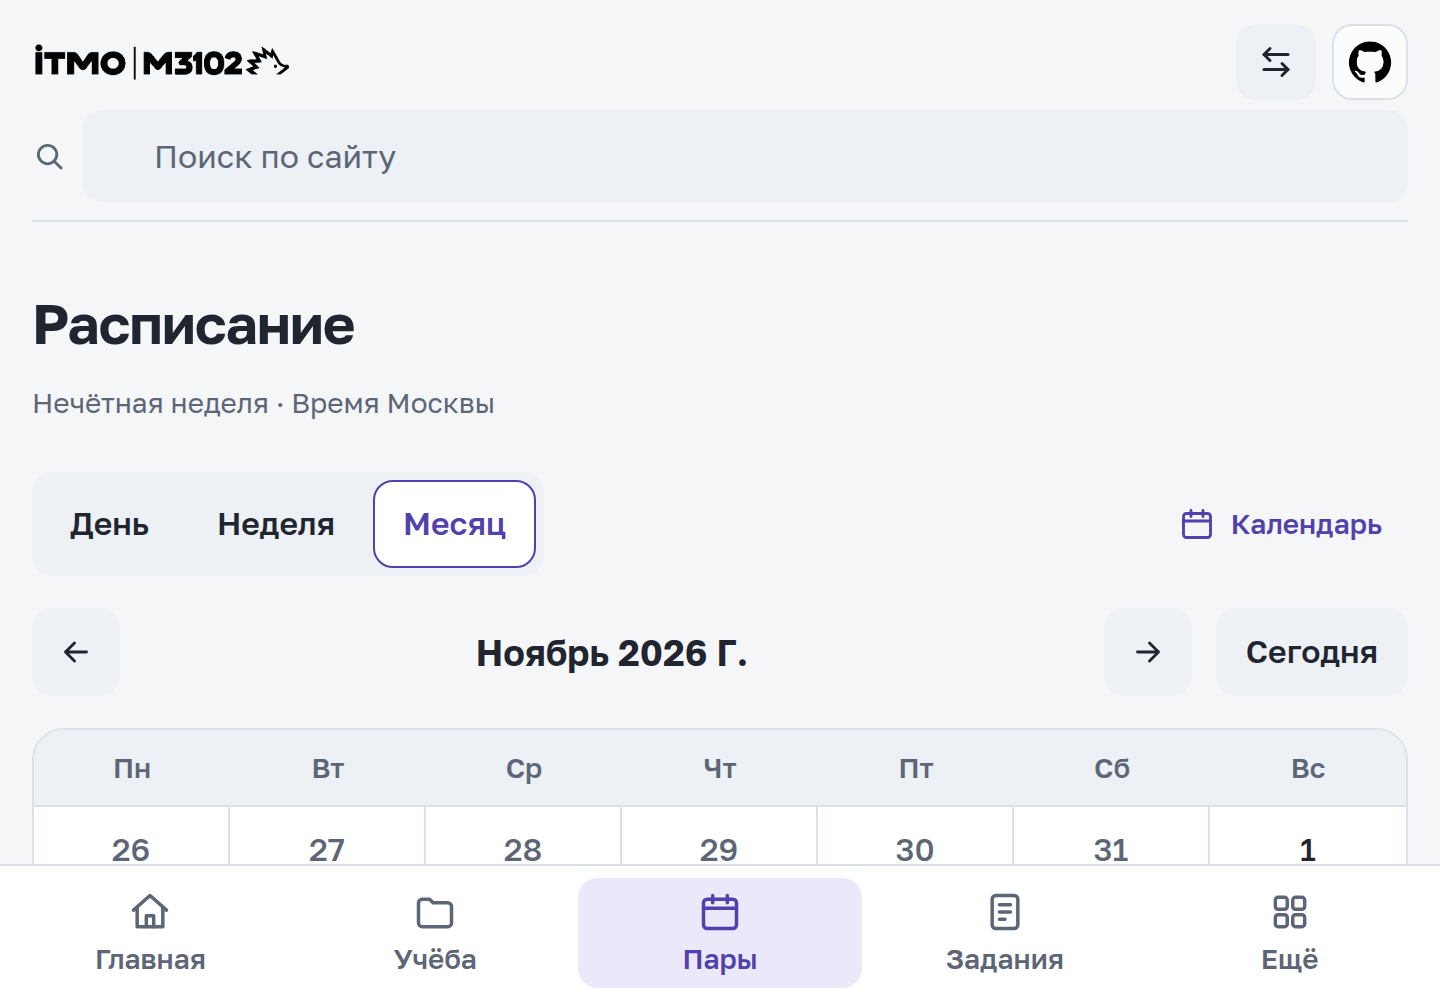 iTMO | M3102
Поиск по сайту
Расписание
Нечётная неделя · Время Москвы
День Неделя Месяц Календарь
Ноябрь 2026 Г. Сегодня
Пн Вт Ср Чт Пт Сб Вс
26 27 28 29 30 31 1
Главная Учёба Пары Задания Ещё